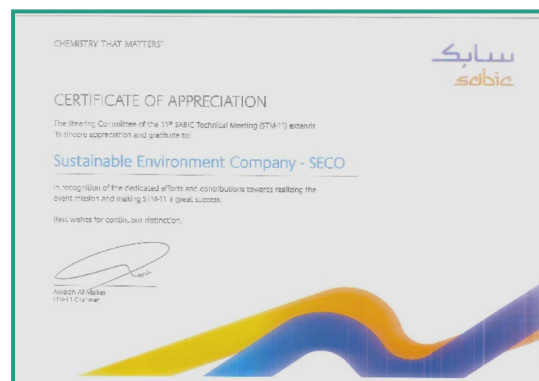 CHEMISTRY THAT MATTERS™
سابك
sabic
CERTIFICATE OF APPRECIATION
The Steering Committee of the 11th SABIC Technical Meeting (STM-11) extends
its sincere appreciation and gratitude to:
Sustainable Environment Company - SECO
In recognition of the dedicated efforts and contributions towards realizing the
event mission and making STM-11 a great success.
Best wishes for continuous distinction.
Awadh Al-Maker
STM-11 Chairman